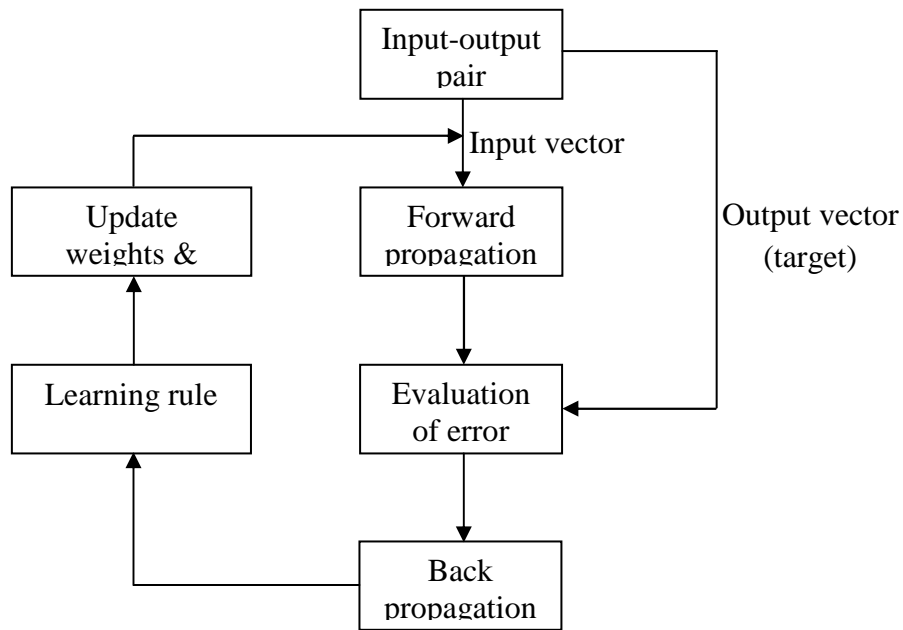 Input-output
pair
Input vector
Update
weights &
Forward
propagation
Output vector
(target)
Learning rule
Evaluation
of error
Back
propagation